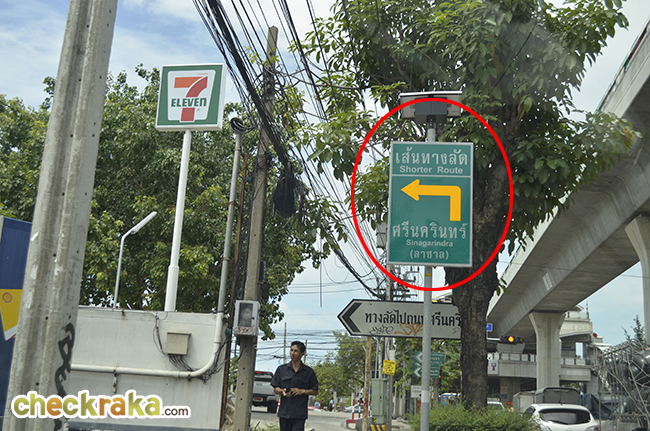 7
ELEVEN
เส้นทางลัด
Shorter Route
ศรีนครินทร์
Sinagarindra
(ลาซาล)
ทางลัดไปถนนศรีนครินทร์
checkraka.com